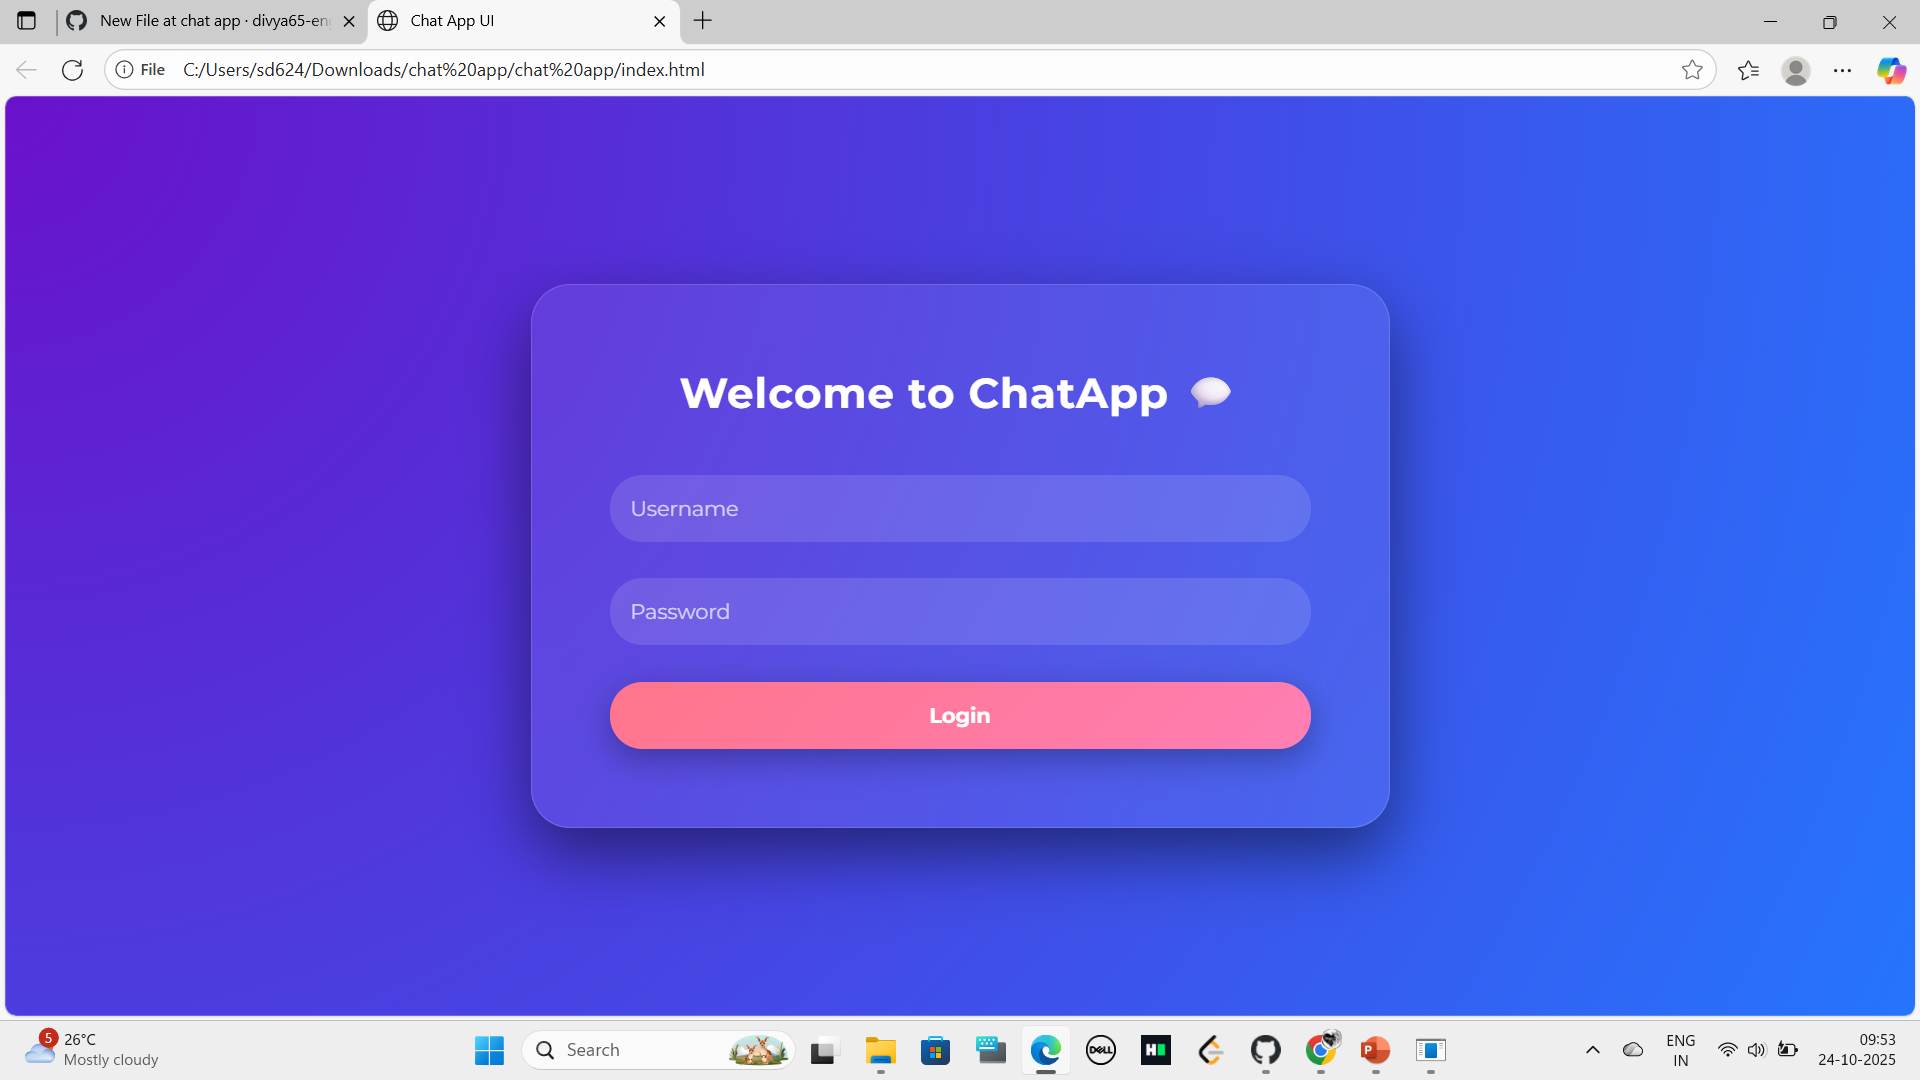 New File at chat app · divya65-en
Chat App UI
File
C:/Users/sd624/Downloads/chat%20app/chat%20app/index.html
Welcome to ChatApp
Username
Password
Login
5
26°C
Mostly cloudy
Search
DELL
H
P
ENG
IN
09:53
24-10-2025